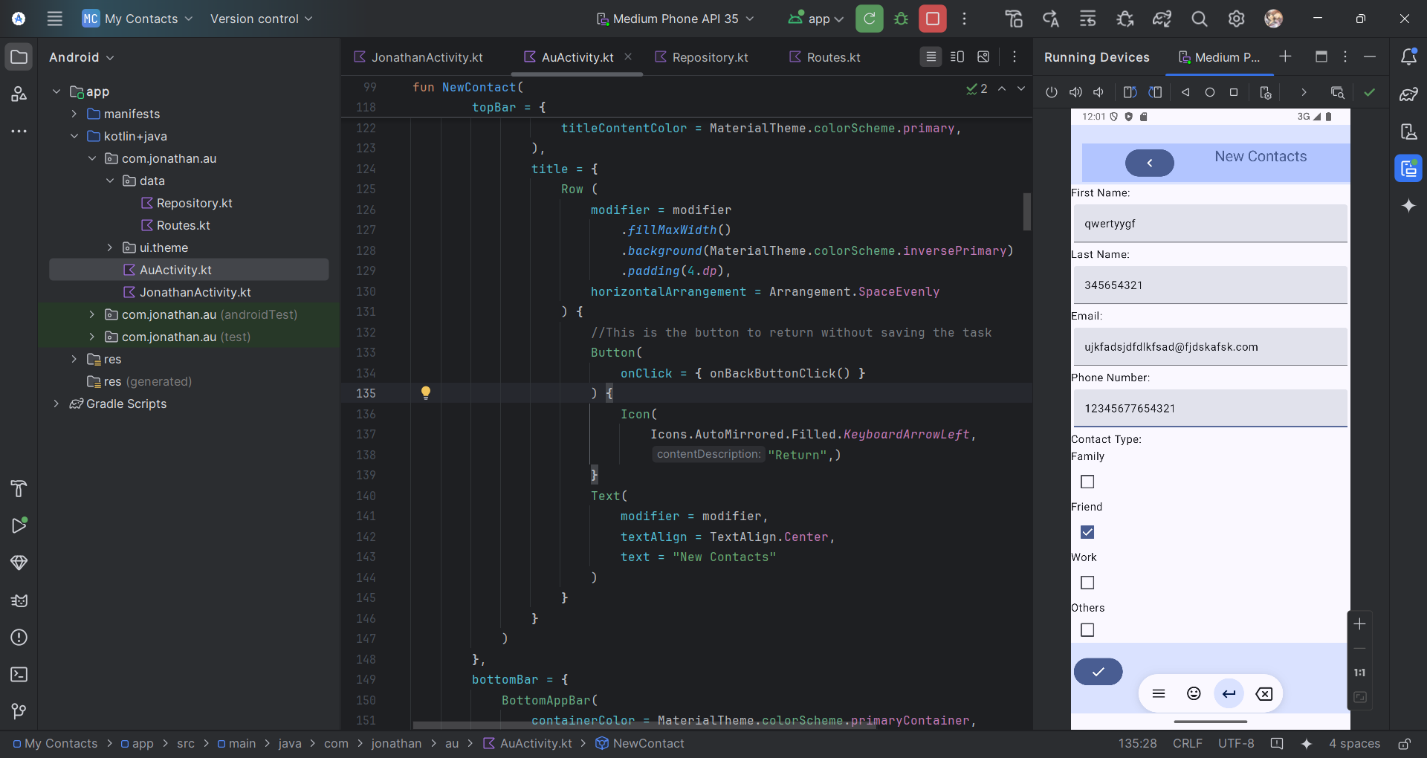 MC My Contacts Version control Medium Phone API 35 app
Android JonathanActivity.kt AuActivity.kt Repository.kt Routes.kt Running Devices Medium P...
app
manifests
kotlin+java
com.jonathan.au
data
Repository.kt
Routes.kt
ui.theme
AuActivity.kt
JonathanActivity.kt
com.jonathan.au (androidTest)
com.jonathan.au (test)
res
res (generated)
Gradle Scripts
2
99 fun NewContact(
118 topBar = {
122 titleContentColor = MaterialTheme.colorScheme.primary,
123 ),
124 title = {
125 Row (
126 modifier = modifier
127 .fillMaxWidth()
128 .background(MaterialTheme.colorScheme.inversePrimary)
129 .padding(4.dp),
130 horizontalArrangement = Arrangement.SpaceEvenly
131 ) {
132 //This is the button to return without saving the task
133 Button(
134 onClick = { onBackButtonClick() }
135 ) {
136 Icon(
137 Icons.AutoMirrored.Filled.KeyboardArrowLeft,
138 contentDescription: "Return",)
139 }
140 Text(
141 modifier = modifier,
142 textAlign = TextAlign.Center,
143 text = "New Contacts"
144 )
145 }
146 }
147 )
148 },
149 bottomBar = {
150 BottomAppBar(
151 containerColor = MaterialTheme.colorScheme.primaryContainer,
12:01 3G
New Contacts
First Name:
qwertyygf
Last Name:
345654321
Email:
ujkfadsjdfdlkfsad@fjdskafsk.com
Phone Number:
12345677654321
Contact Type:
Family
Friend
Work
Others
1:1
My Contacts > app > src > main > java > com > jonathan > au > AuActivity.kt > NewContact 135:28 CRLF UTF-8 4 spaces